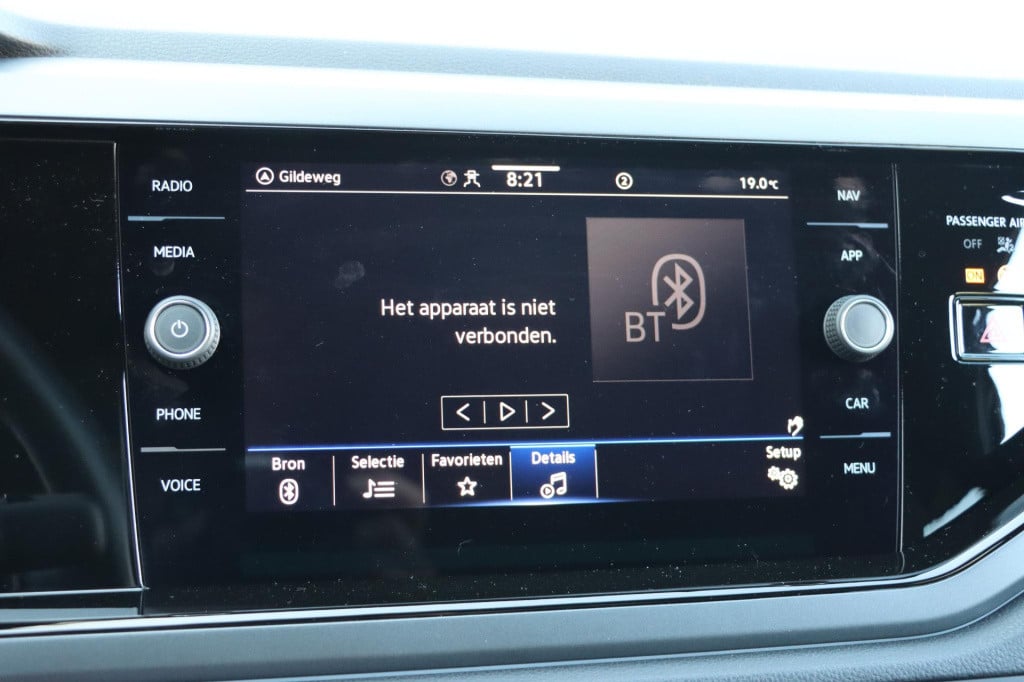 RADIO
MEDIA
PHONE
VOICE
Gildeweg
8:21
2
19.0°C
Het apparaat is niet
verbonden.
BT
Bron
Selectie
Favorieten
Details
Setup
NAV
APP
CAR
MENU
PASSENGER AIR
OFF
ON